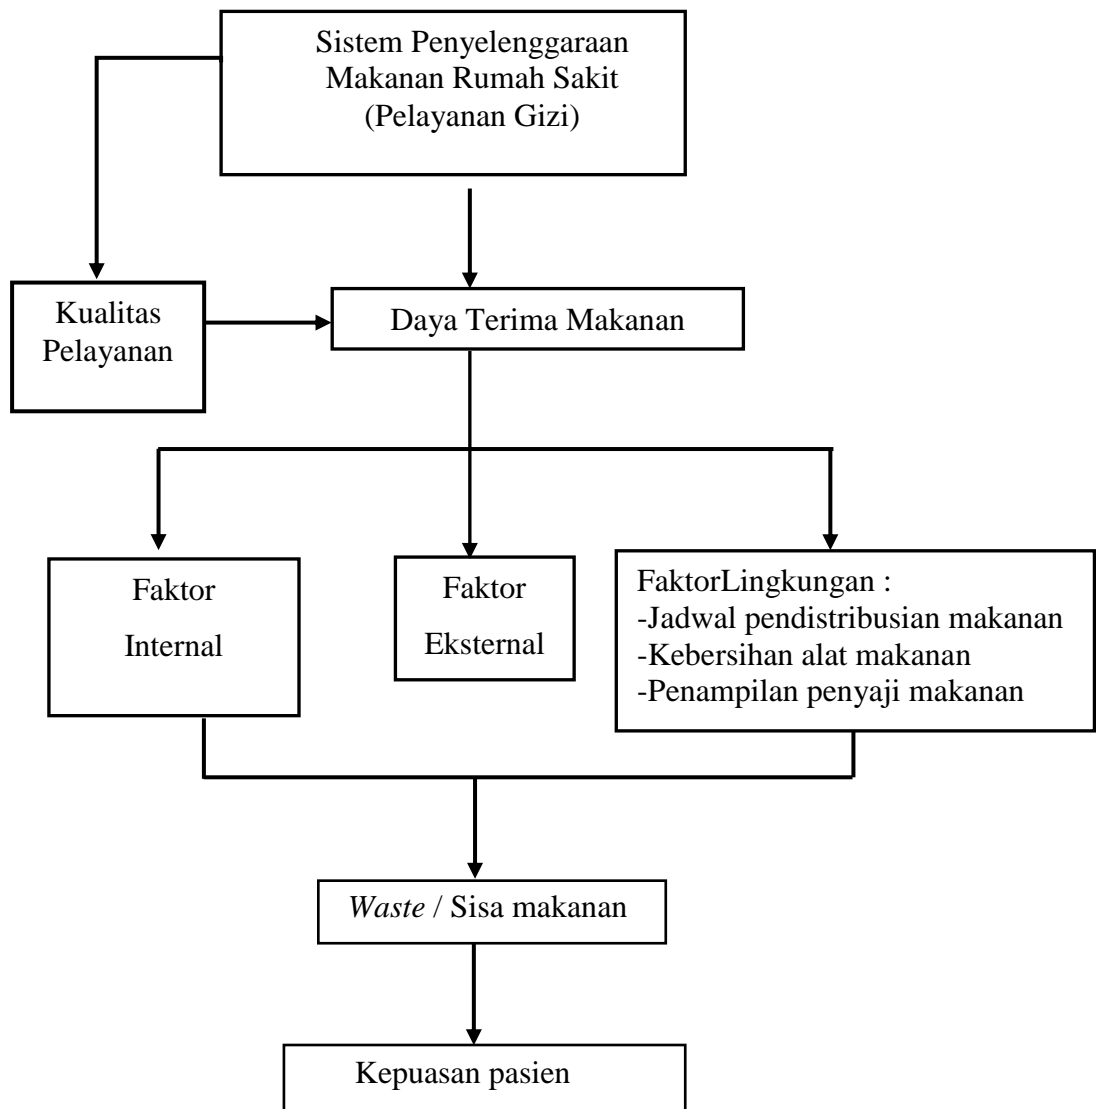 Sistem Penyelenggaraan
Makanan Rumah Sakit
(Pelayanan Gizi)
Kualitas
Pelayanan
Daya Terima Makanan
Faktor
Internal
Faktor
Eksternal
FaktorLingkungan :
-Jadwal pendistribusian makanan
-Kebersihan alat makanan
-Penampilan penyaji makanan
Waste / Sisa makanan
Kepuasan pasien